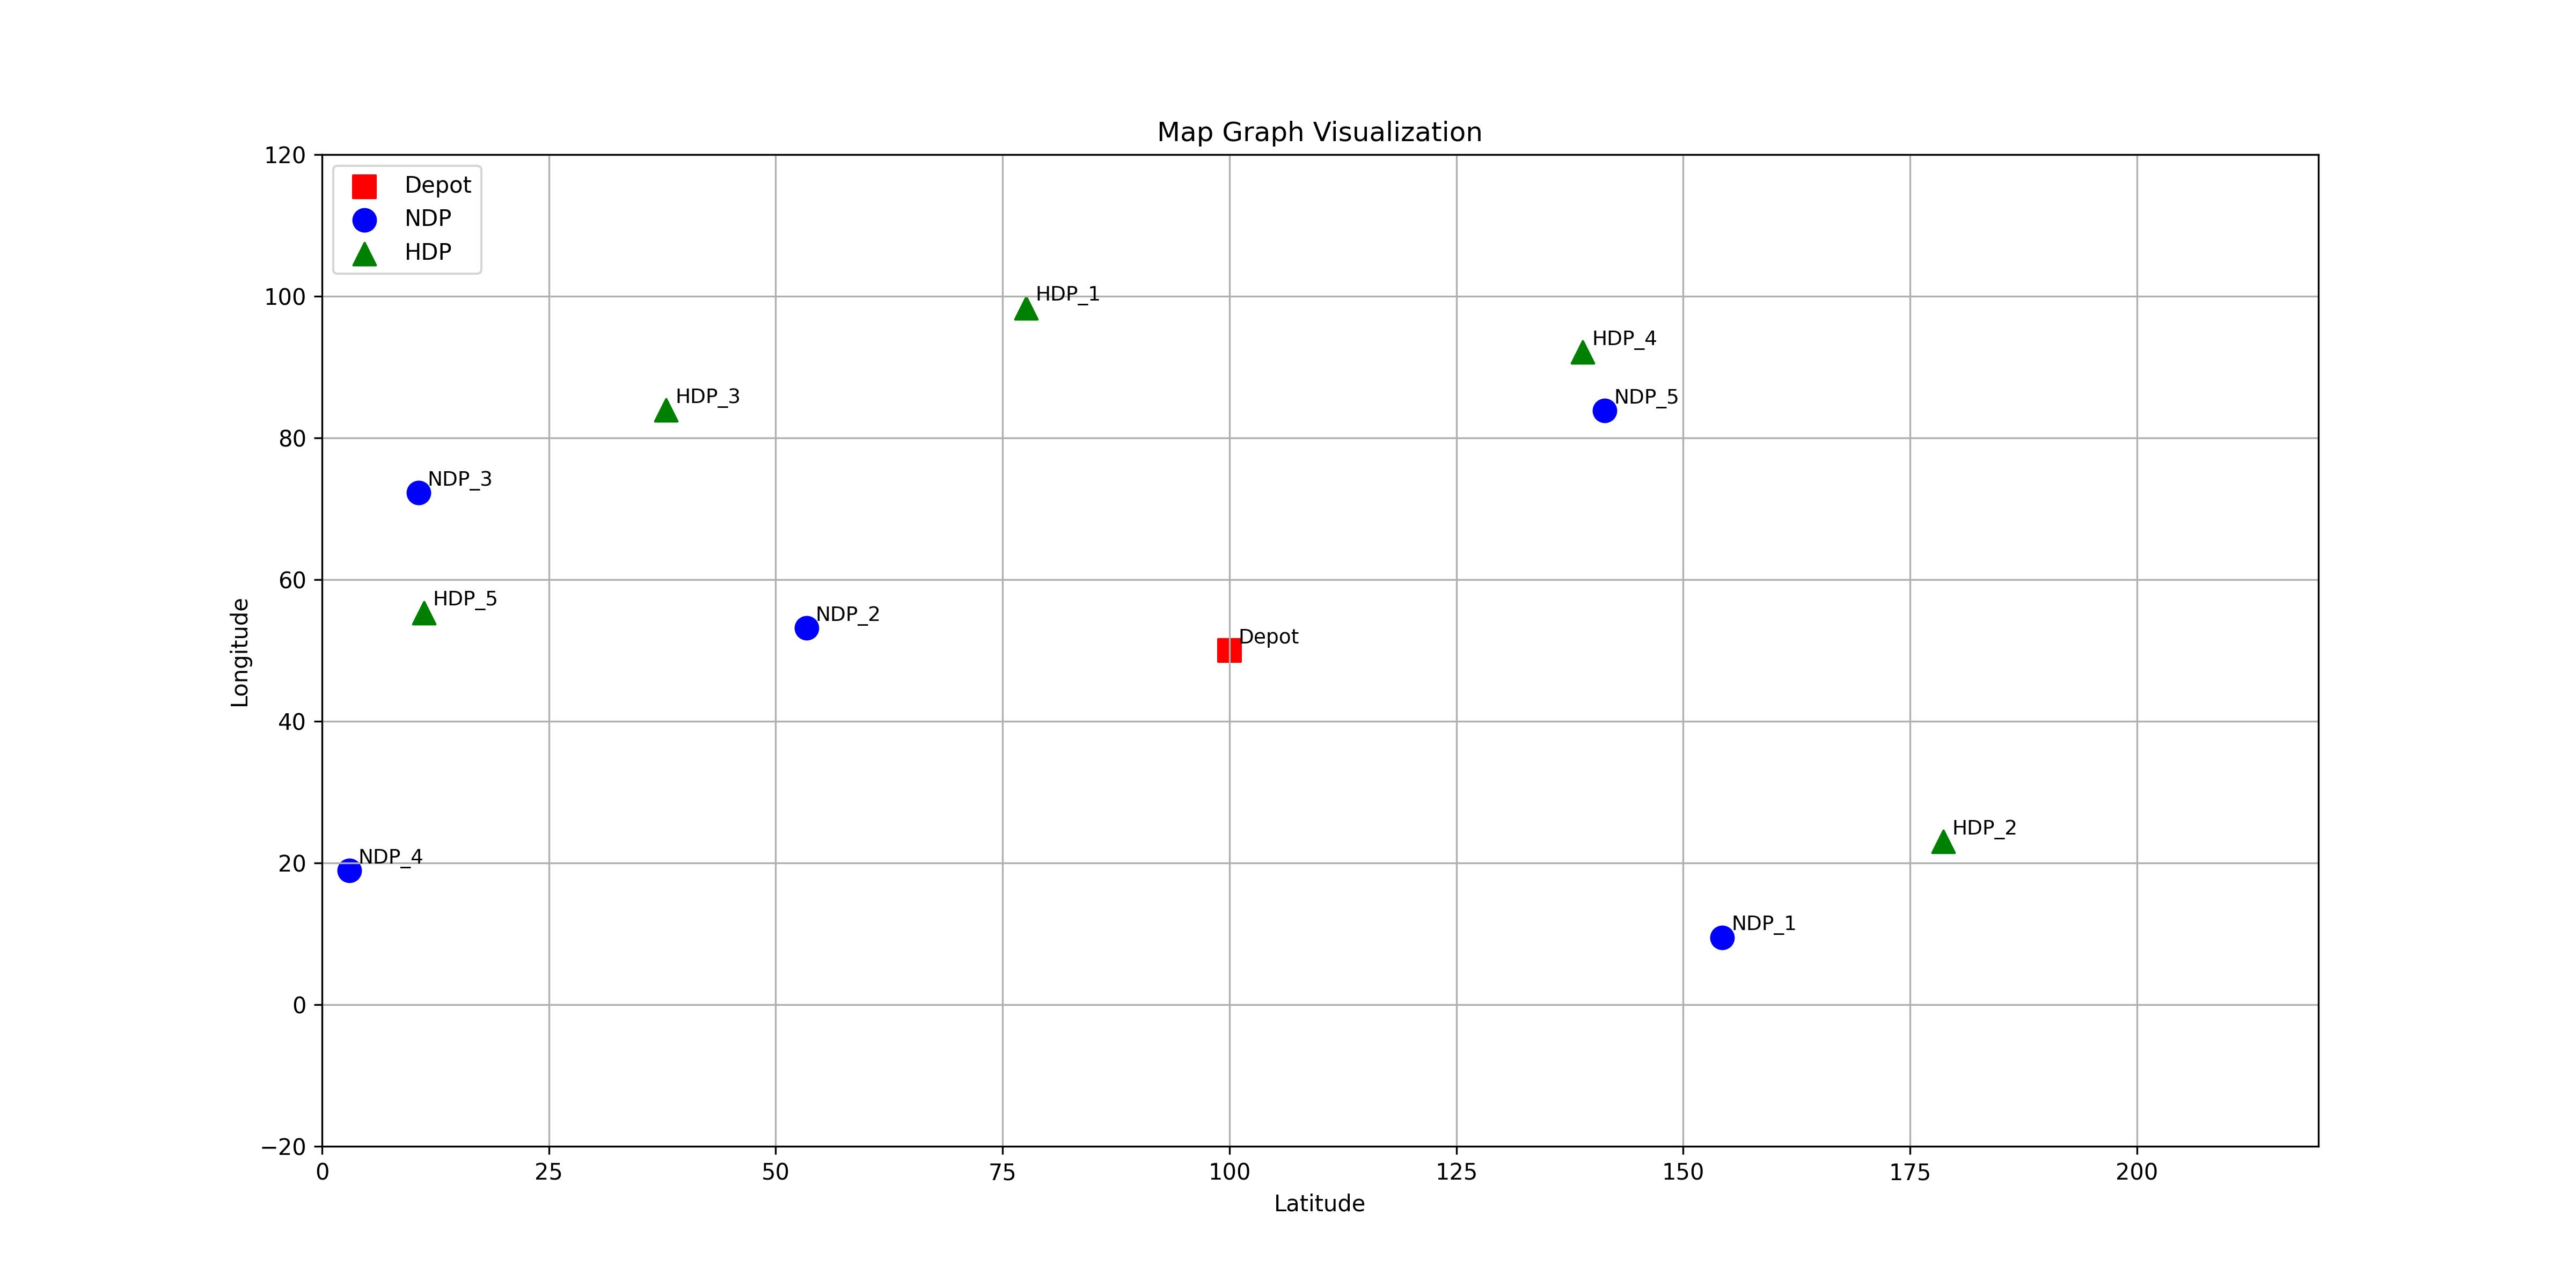 Map Graph Visualization
120
100
80
60
40
20
0
−20
Longitude
Depot
NDP
HDP
HDP_1
HDP_4
HDP_3
NDP_5
NDP_3
HDP_5
NDP_2
Depot
NDP_4
HDP_2
NDP_1
0 25 50 75 100 125 150 175 200
Latitude